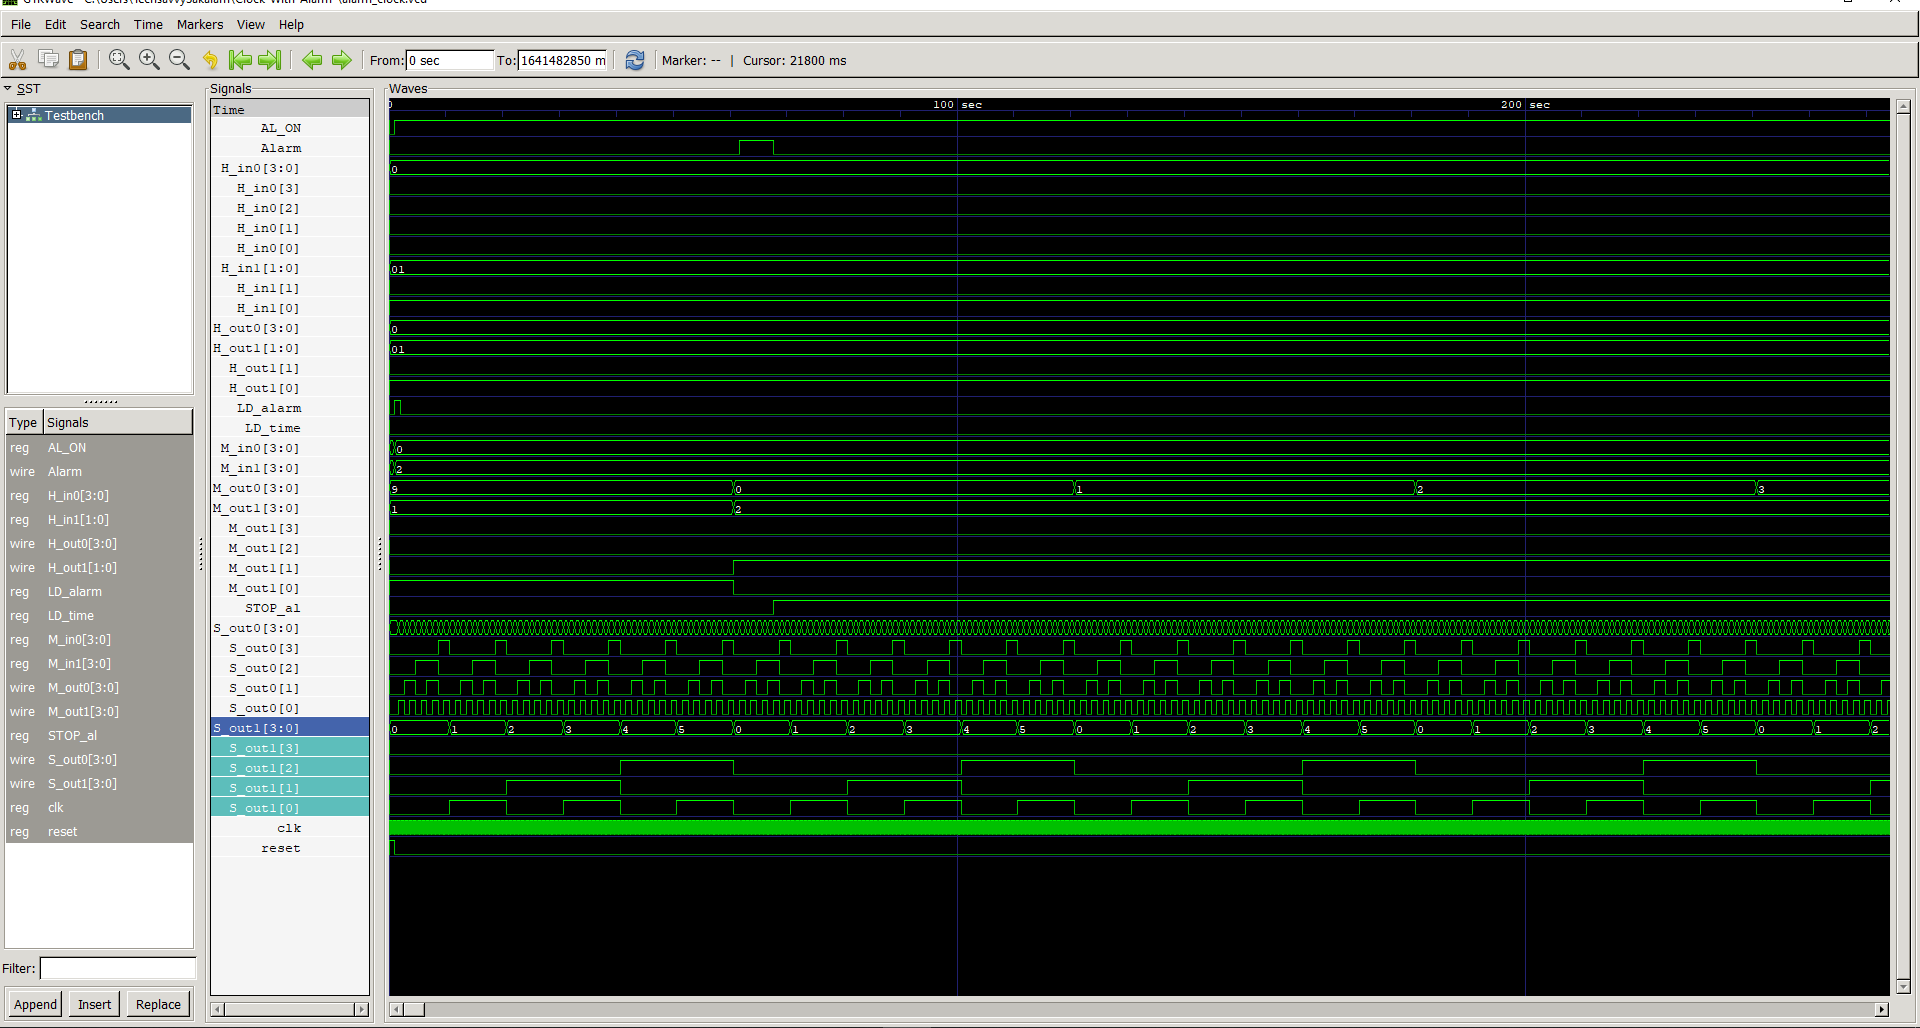 GTKWave - C:\Users\TechsavvySakalam\Clock-With-Alarm-\alarm_clock.vcd
File Edit Search Time Markers View Help
From: 0 sec To: 1641482850 m Marker: -- | Cursor: 21800 ms
SST
Testbench
Type Signals
reg AL_ON
wire Alarm
reg H_in0[3:0]
reg H_in1[1:0]
wire H_out0[3:0]
wire H_out1[1:0]
reg LD_alarm
reg LD_time
reg M_in0[3:0]
reg M_in1[3:0]
wire M_out0[3:0]
wire M_out1[3:0]
reg STOP_al
wire S_out0[3:0]
wire S_out1[3:0]
reg clk
reg reset
Filter:
Append Insert Replace
Signals
Time
AL_ON
Alarm
H_in0[3:0]
H_in0[3]
H_in0[2]
H_in0[1]
H_in0[0]
H_in1[1:0]
H_in1[1]
H_in1[0]
H_out0[3:0]
H_out1[1:0]
H_out1[1]
H_out1[0]
LD_alarm
LD_time
M_in0[3:0]
M_in1[3:0]
M_out0[3:0]
M_out1[3:0]
M_out1[3]
M_out1[2]
M_out1[1]
M_out1[0]
STOP_al
S_out0[3:0]
S_out0[3]
S_out0[2]
S_out0[1]
S_out0[0]
S_out1[3:0]
S_out1[3]
S_out1[2]
S_out1[1]
S_out1[0]
clk
reset
Waves
0 100 sec 200 sec
0
01
0
01
0
2
9 0 1 2 3
1 2
0 1 2 3 4 5 0 1 2 3 4 5 0 1 2 3 4 5 0 1 2 3 4 5 0 1 2